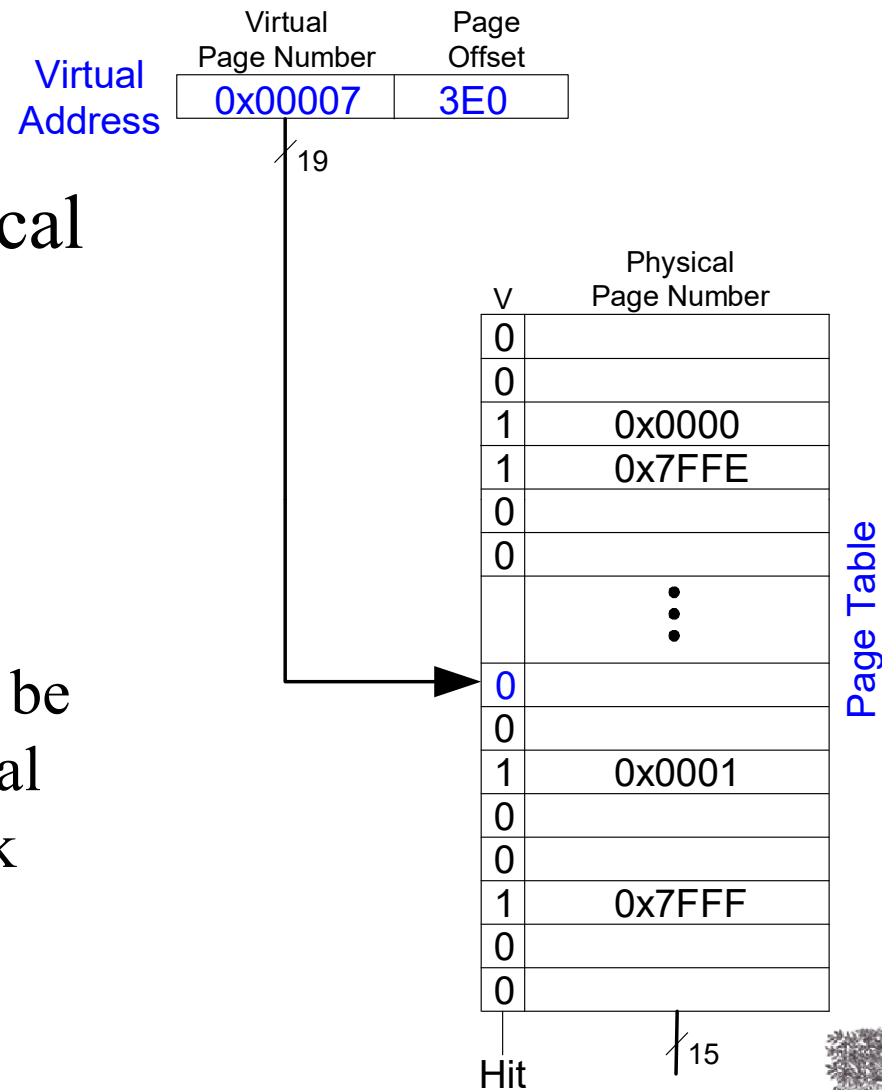 Virtual
Page Number
Page
Offset
Virtual
Address
0x00007 3E0
19
cal
Physical
Page Number
V
0
0
1 0x0000
1 0x7FFE
0
0
Page Table
be
al
k
0
0
1 0x0001
0
0
1 0x7FFF
0
0
Hit
15